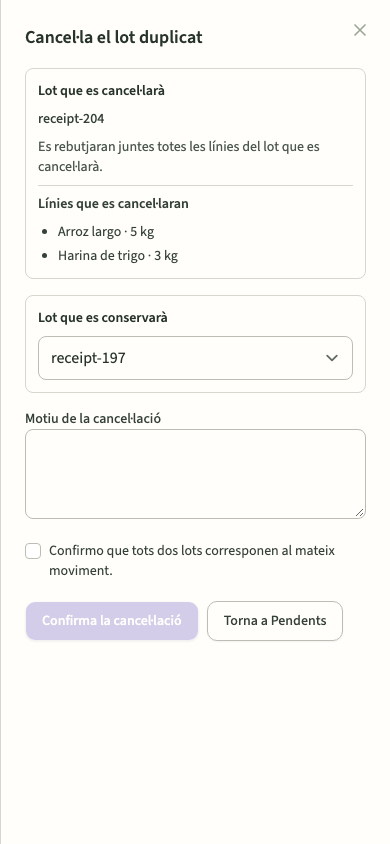 Cancel·la el lot duplicat
Lot que es cancel·larà
receipt-204
Es rebutjaran juntes totes les línies del lot que es
cancel·larà.
Línies que es cancel·laran
Arroz largo · 5 kg
Harina de trigo · 3 kg
Lot que es conservarà
receipt-197
Motiu de la cancel·lació
Confirmo que tots dos lots corresponen al mateix
moviment.
Confirma la cancel·lació
Torna a Pendents